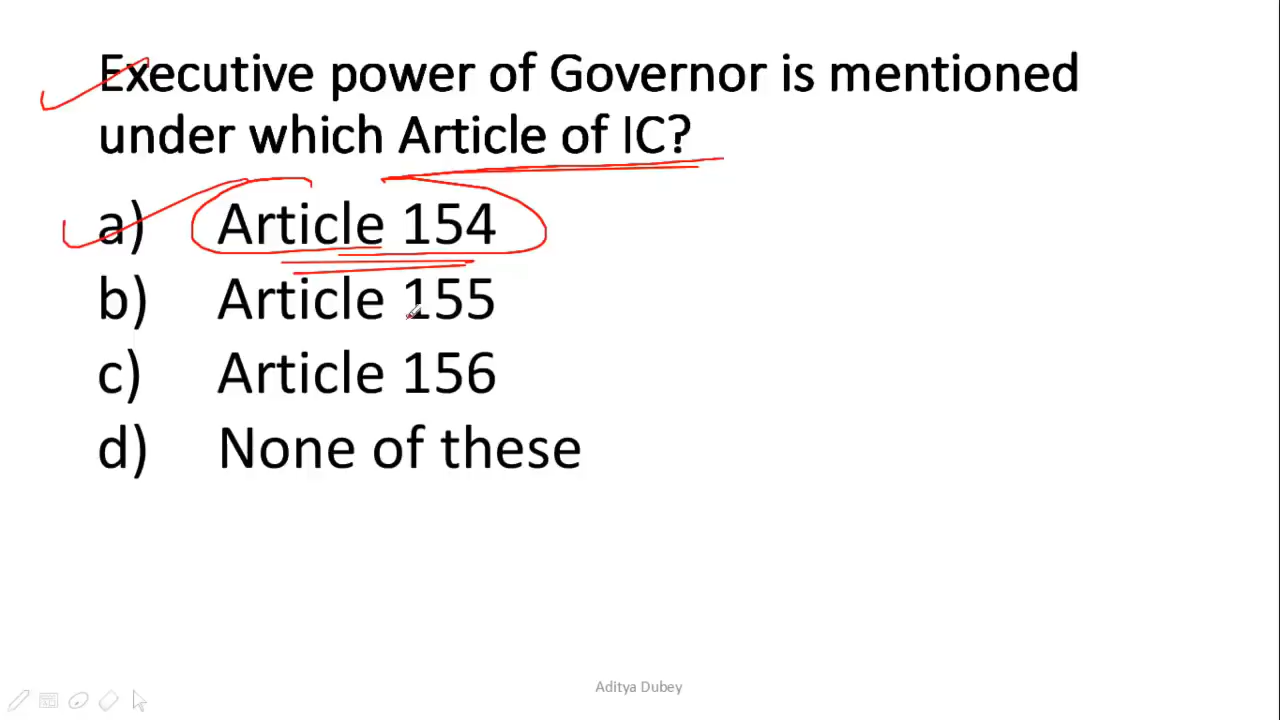 Executive power of Governor is mentioned
under which Article of IC?
a) Article 154
b) Article 155
c) Article 156
d) None of these
Aditya Dubey